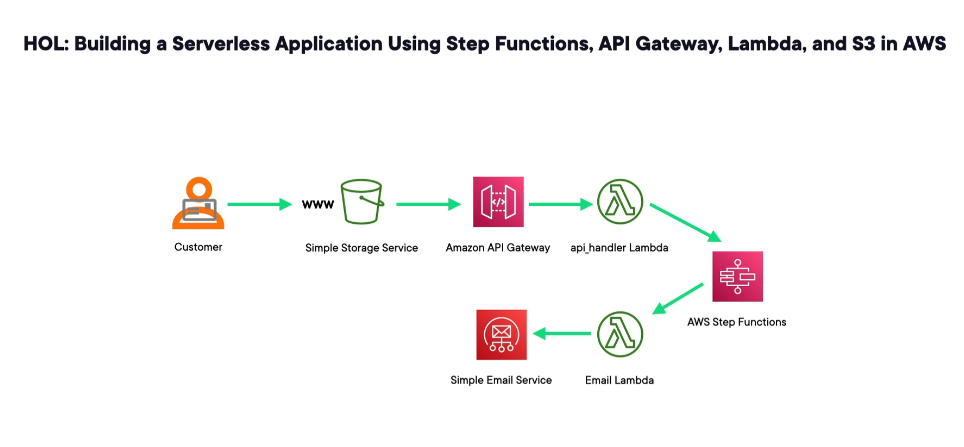 HOL: Building a Serverless Application Using Step Functions, API Gateway, Lambda, and S3 in AWS
www
</>
Customer
Simple Storage Service
Amazon API Gateway
api_handler Lambda
AWS Step Functions
Simple Email Service
Email Lambda